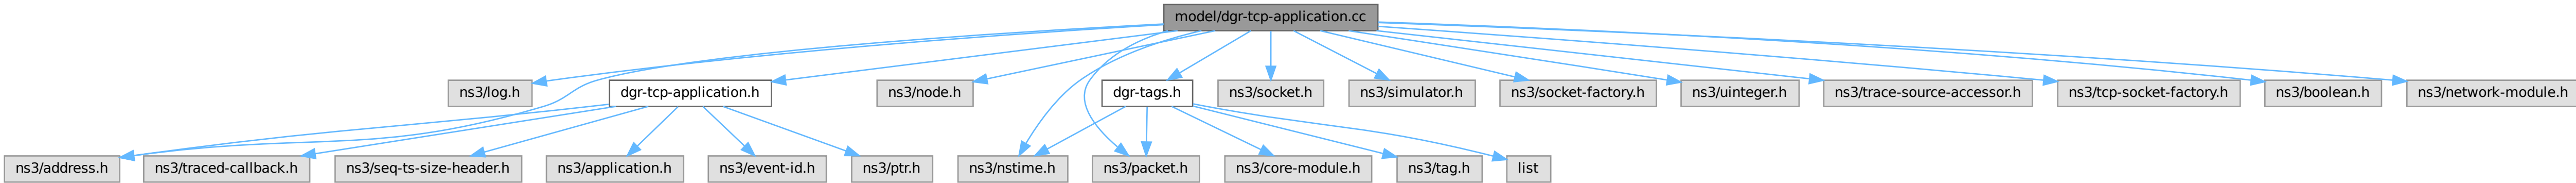 model/dgr-tcp-application.cc
ns3/log.h
dgr-tcp-application.h
ns3/node.h
dgr-tags.h
ns3/socket.h
ns3/simulator.h
ns3/socket-factory.h
ns3/uinteger.h
ns3/trace-source-accessor.h
ns3/tcp-socket-factory.h
ns3/boolean.h
ns3/network-module.h
ns3/address.h
ns3/traced-callback.h
ns3/seq-ts-size-header.h
ns3/application.h
ns3/event-id.h
ns3/ptr.h
ns3/nstime.h
ns3/packet.h
ns3/core-module.h
ns3/tag.h
list